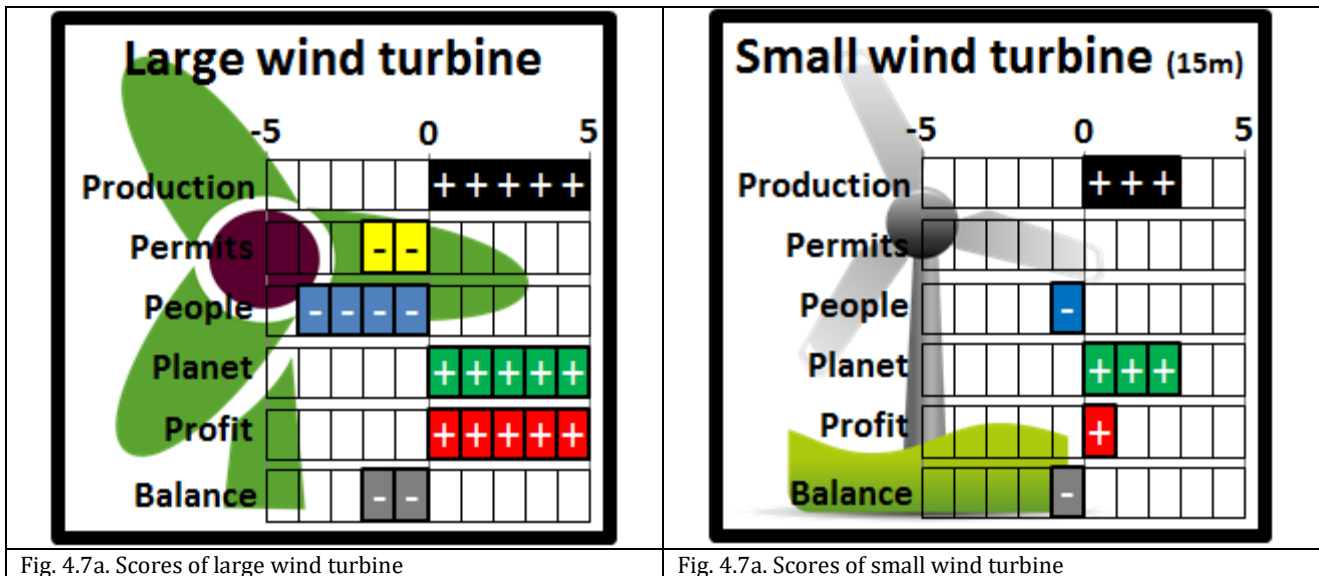 Large wind turbine
-5 0 5
Production +++++
Permits --
People ----
Planet +++++
Profit +++++
Balance --
Fig. 4.7a. Scores of large wind turbine
Small wind turbine (15m)
-5 0 5
Production +++
Permits
People -
Planet +++
Profit +
Balance -
Fig. 4.7a. Scores of small wind turbine